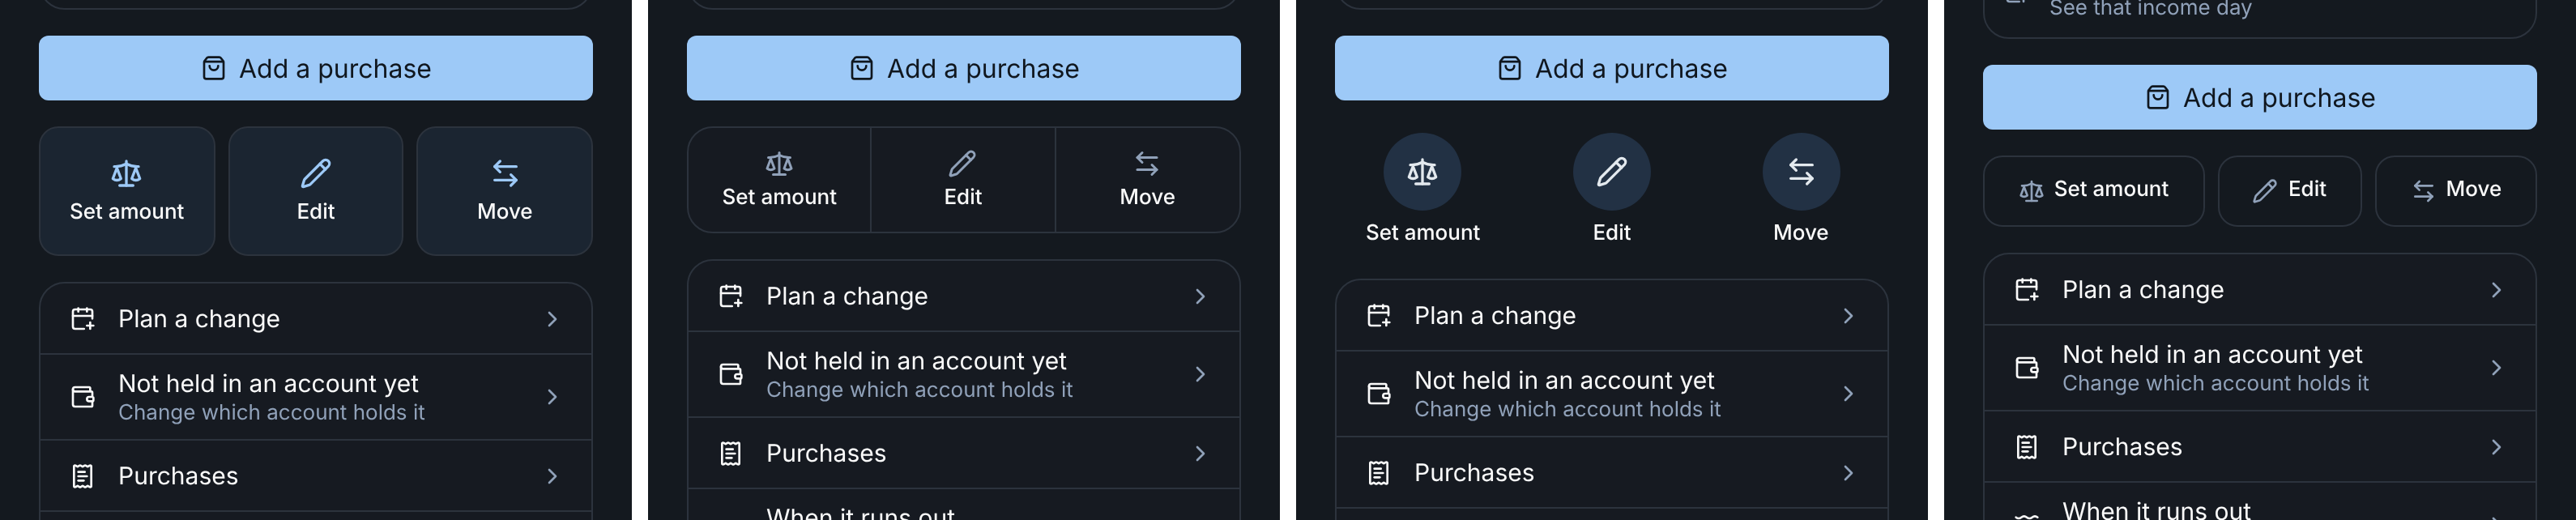 Add a purchase
Set amount
Edit
Move
Plan a change
Not held in an account yet
Change which account holds it
Purchases
Add a purchase
Set amount
Edit
Move
Plan a change
Not held in an account yet
Change which account holds it
Purchases
When it runs out
Add a purchase
Set amount
Edit
Move
Plan a change
Not held in an account yet
Change which account holds it
Purchases
See that income day
Add a purchase
Set amount
Edit
Move
Plan a change
Not held in an account yet
Change which account holds it
Purchases
When it runs out